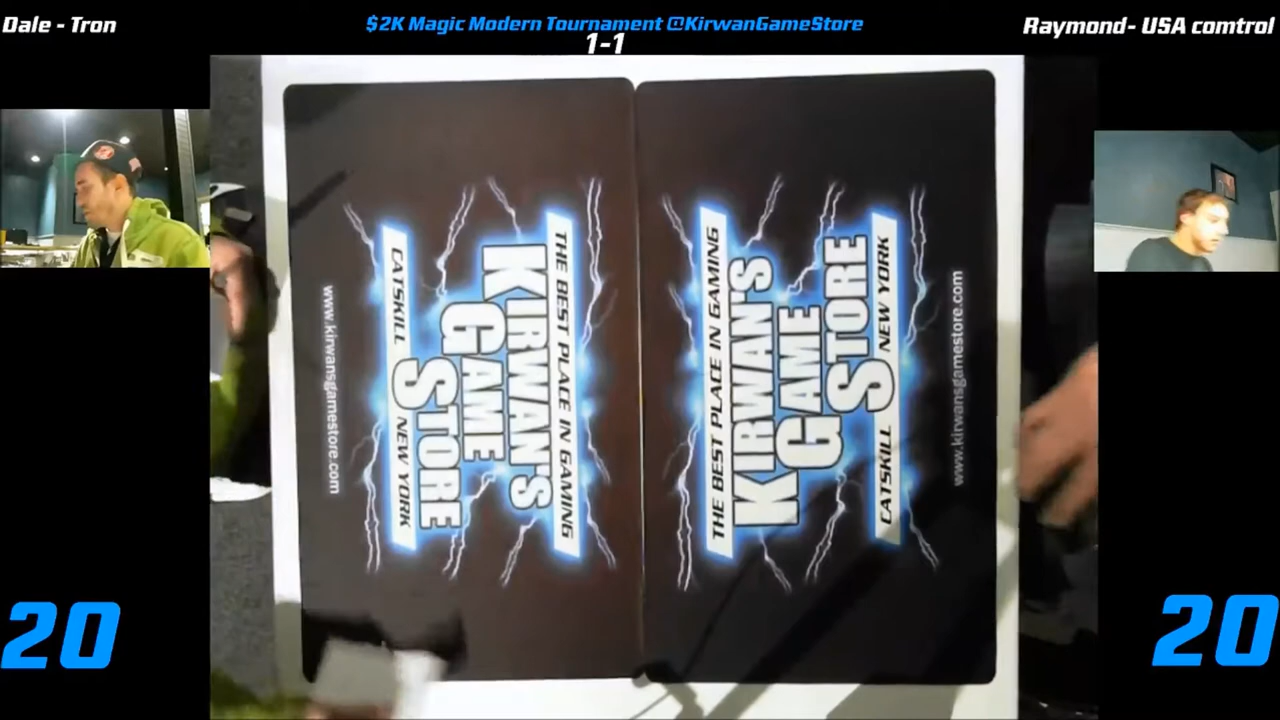 Dale - Tron
$2K Magic Modern Tournament @KirwanGameStore
1-1
Raymond- USA comtrol
THE BEST PLACE IN GAMING
KIRWAN'S
GAME
STORE
CATSKILL NEW YORK
www.kirwansgamestore.com
THE BEST PLACE IN GAMING
KIRWAN'S
GAME
STORE
CATSKILL NEW YORK
www.kirwansgamestore.com
20
20